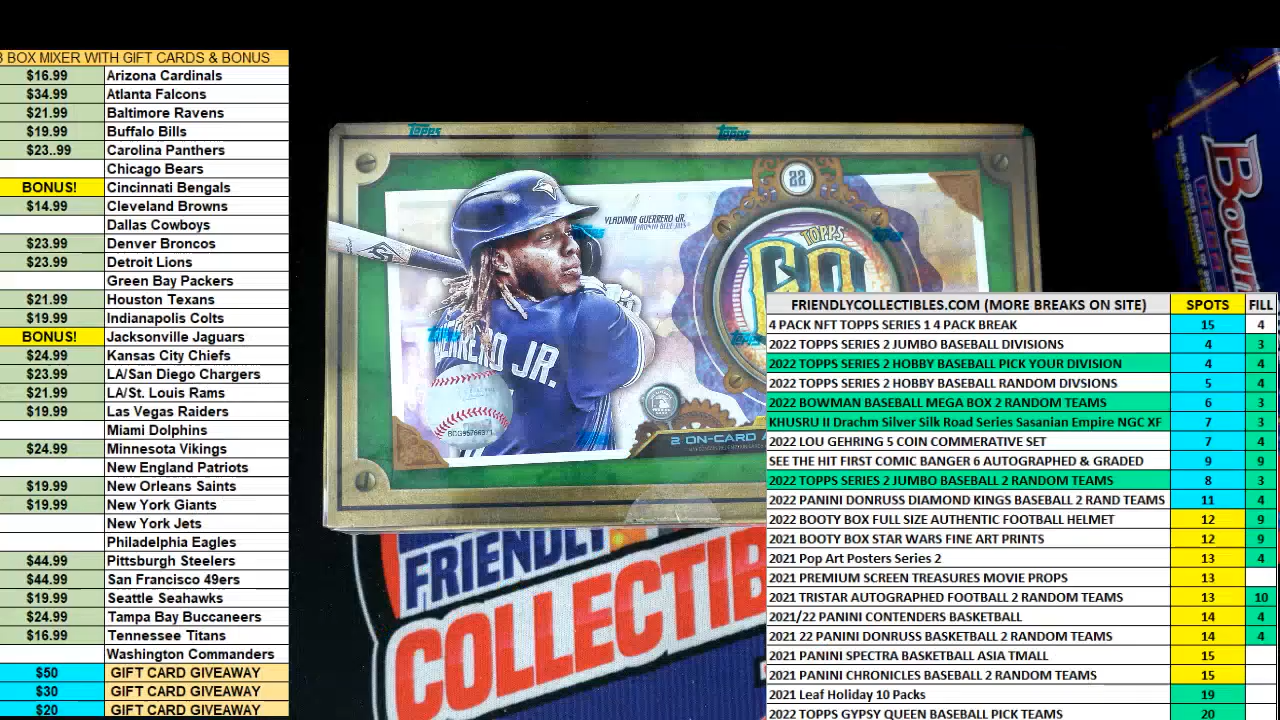 3 BOX MIXER WITH GIFT CARDS & BONUS
$16.99 Arizona Cardinals
$34.99 Atlanta Falcons
$21.99 Baltimore Ravens
$19.99 Buffalo Bills
$23..99 Carolina Panthers
Chicago Bears
BONUS! Cincinnati Bengals
$14.99 Cleveland Browns
Dallas Cowboys
$23.99 Denver Broncos
$23.99 Detroit Lions
Green Bay Packers
$21.99 Houston Texans
$19.99 Indianapolis Colts
BONUS! Jacksonville Jaguars
$24.99 Kansas City Chiefs
$23.99 LA/San Diego Chargers
$21.99 LA/St. Louis Rams
$19.99 Las Vegas Raiders
Miami Dolphins
$24.99 Minnesota Vikings
New England Patriots
$19.99 New Orleans Saints
$19.99 New York Giants
New York Jets
Philadelphia Eagles
$44.99 Pittsburgh Steelers
$44.99 San Francisco 49ers
$19.99 Seattle Seahawks
$24.99 Tampa Bay Buccaneers
$16.99 Tennessee Titans
Washington Commanders
$50 GIFT CARD GIVEAWAY
$30 GIFT CARD GIVEAWAY
$20 GIFT CARD GIVEAWAY
Topps Topps
22
VLADIMIR GUERRERO JR.
TORONTO BLUE JAYS
TOPPS
GQ
GUERRERO JR.
2 ON-CARD A
FRIENDLY
COLLECTIB
Bowman
FRIENDLYCOLLECTIBLES.COM (MORE BREAKS ON SITE) SPOTS FILL
4 PACK NFT TOPPS SERIES 1 4 PACK BREAK 15 4
2022 TOPPS SERIES 2 JUMBO BASEBALL DIVISIONS 4 3
2022 TOPPS SERIES 2 HOBBY BASEBALL PICK YOUR DIVISION 4 4
2022 TOPPS SERIES 2 HOBBY BASEBALL RANDOM DIVSIONS 5 4
2022 BOWMAN BASEBALL MEGA BOX 2 RANDOM TEAMS 6 3
KHUSRU II Drachm Silver Silk Road Series Sasanian Empire NGC XF 7 3
2022 LOU GEHRING 5 COIN COMMERATIVE SET 7 4
SEE THE HIT FIRST COMIC BANGER 6 AUTOGRAPHED & GRADED 9 9
2022 TOPPS SERIES 2 JUMBO BASEBALL 2 RANDOM TEAMS 8 3
2022 PANINI DONRUSS DIAMOND KINGS BASEBALL 2 RAND TEAMS 11 4
2022 BOOTY BOX FULL SIZE AUTHENTIC FOOTBALL HELMET 12 9
2021 BOOTY BOX STAR WARS FINE ART PRINTS 12 9
2021 Pop Art Posters Series 2 13 4
2021 PREMIUM SCREEN TREASURES MOVIE PROPS 13
2021 TRISTAR AUTOGRAPHED FOOTBALL 2 RANDOM TEAMS 13 10
2021/22 PANINI CONTENDERS BASKETBALL 14 4
2021 22 PANINI DONRUSS BASKETBALL 2 RANDOM TEAMS 14 4
2021 PANINI SPECTRA BASKETBALL ASIA TMALL 15
2021 PANINI CHRONICLES BASEBALL 2 RANDOM TEAMS 15
2021 Leaf Holiday 10 Packs 19
2022 TOPPS GYPSY QUEEN BASEBALL PICK TEAMS 20